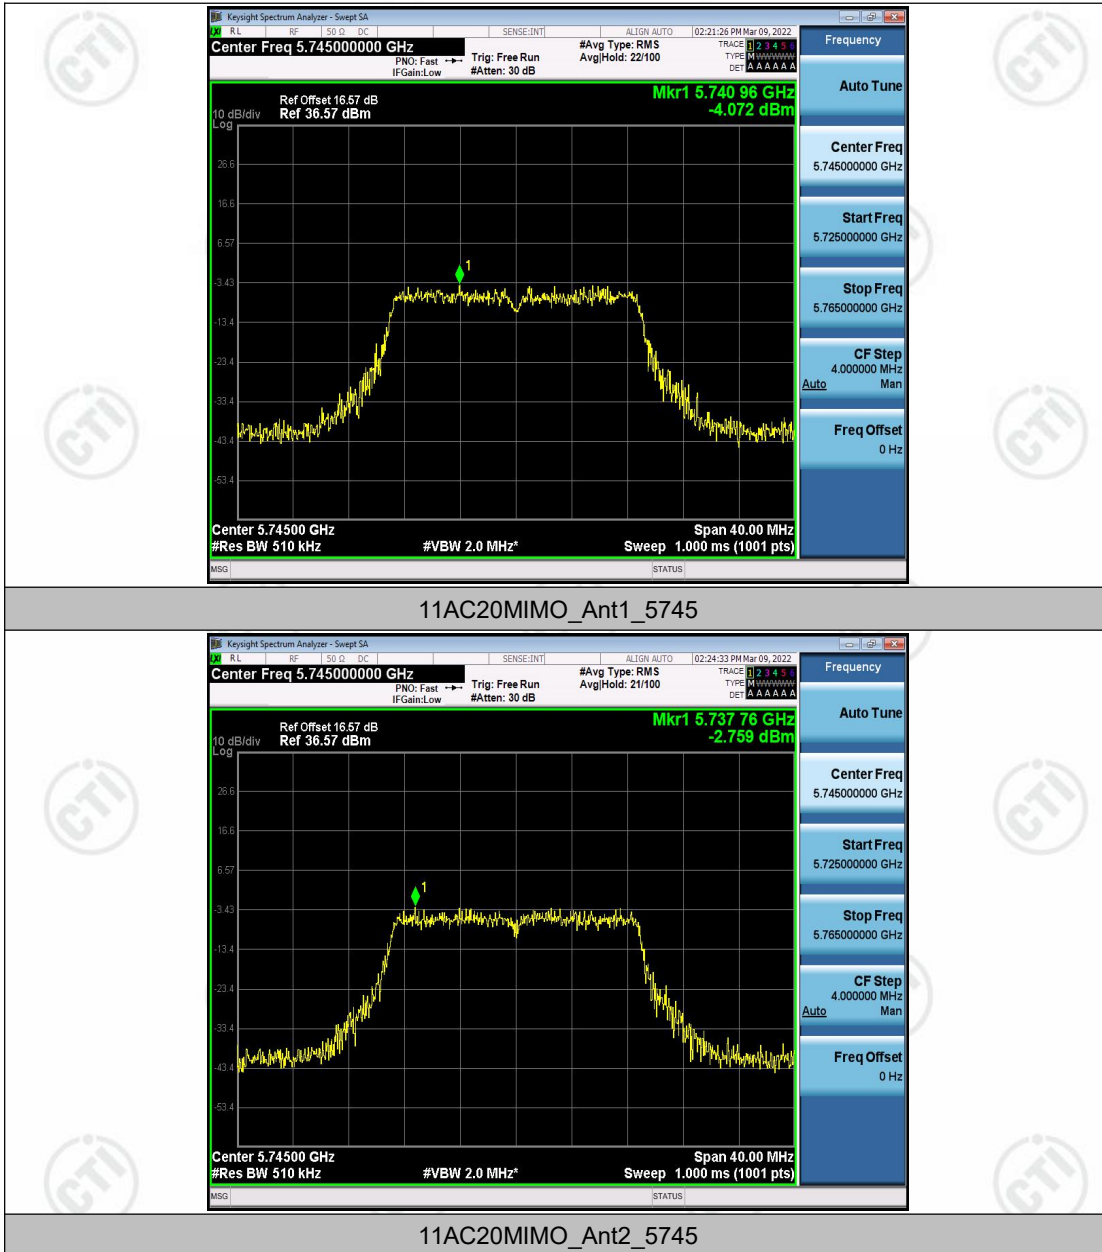 Keysight Spectrum Analyzer - Swept SA
LXI RL RF 50 Ω DC SENSE:INT ALIGN AUTO 02:21:26 PM Mar 09, 2022
Center Freq 5.745000000 GHz
PNO: Fast
IFGain:Low
Trig: Free Run
#Atten: 30 dB
#Avg Type: RMS
Avg|Hold: 22/100
TRACE 1 2 3 4 5 6
TYPE M WWWWW
DET A A A A A A
Mkr1 5.740 96 GHz
-4.072 dBm
Ref Offset 16.57 dB
10 dB/div Ref 36.57 dBm
Log
26.6
16.6
6.57
-3.43
-13.4
-23.4
-33.4
-43.4
-53.4
1
Center 5.74500 GHz Span 40.00 MHz
#Res BW 510 kHz #VBW 2.0 MHz* Sweep 1.000 ms (1001 pts)
MSG STATUS
Frequency
Auto Tune
Center Freq
5.745000000 GHz
Start Freq
5.725000000 GHz
Stop Freq
5.765000000 GHz
CF Step
4.000000 MHz
Auto Man
Freq Offset
0 Hz
11AC20MIMO_Ant1_5745
Keysight Spectrum Analyzer - Swept SA
LXI RL RF 50 Ω DC SENSE:INT ALIGN AUTO 02:24:33 PM Mar 09, 2022
Center Freq 5.745000000 GHz
PNO: Fast
IFGain:Low
Trig: Free Run
#Atten: 30 dB
#Avg Type: RMS
Avg|Hold: 21/100
TRACE 1 2 3 4 5 6
TYPE M WWWWW
DET A A A A A A
Mkr1 5.737 76 GHz
-2.759 dBm
Ref Offset 16.57 dB
10 dB/div Ref 36.57 dBm
Log
26.6
16.6
6.57
-3.43
-13.4
-23.4
-33.4
-43.4
-53.4
1
Center 5.74500 GHz Span 40.00 MHz
#Res BW 510 kHz #VBW 2.0 MHz* Sweep 1.000 ms (1001 pts)
MSG STATUS
Frequency
Auto Tune
Center Freq
5.745000000 GHz
Start Freq
5.725000000 GHz
Stop Freq
5.765000000 GHz
CF Step
4.000000 MHz
Auto Man
Freq Offset
0 Hz
11AC20MIMO_Ant2_5745
CTI
CTI
CTI
CTI
CTI
CTI
CTI
CTI